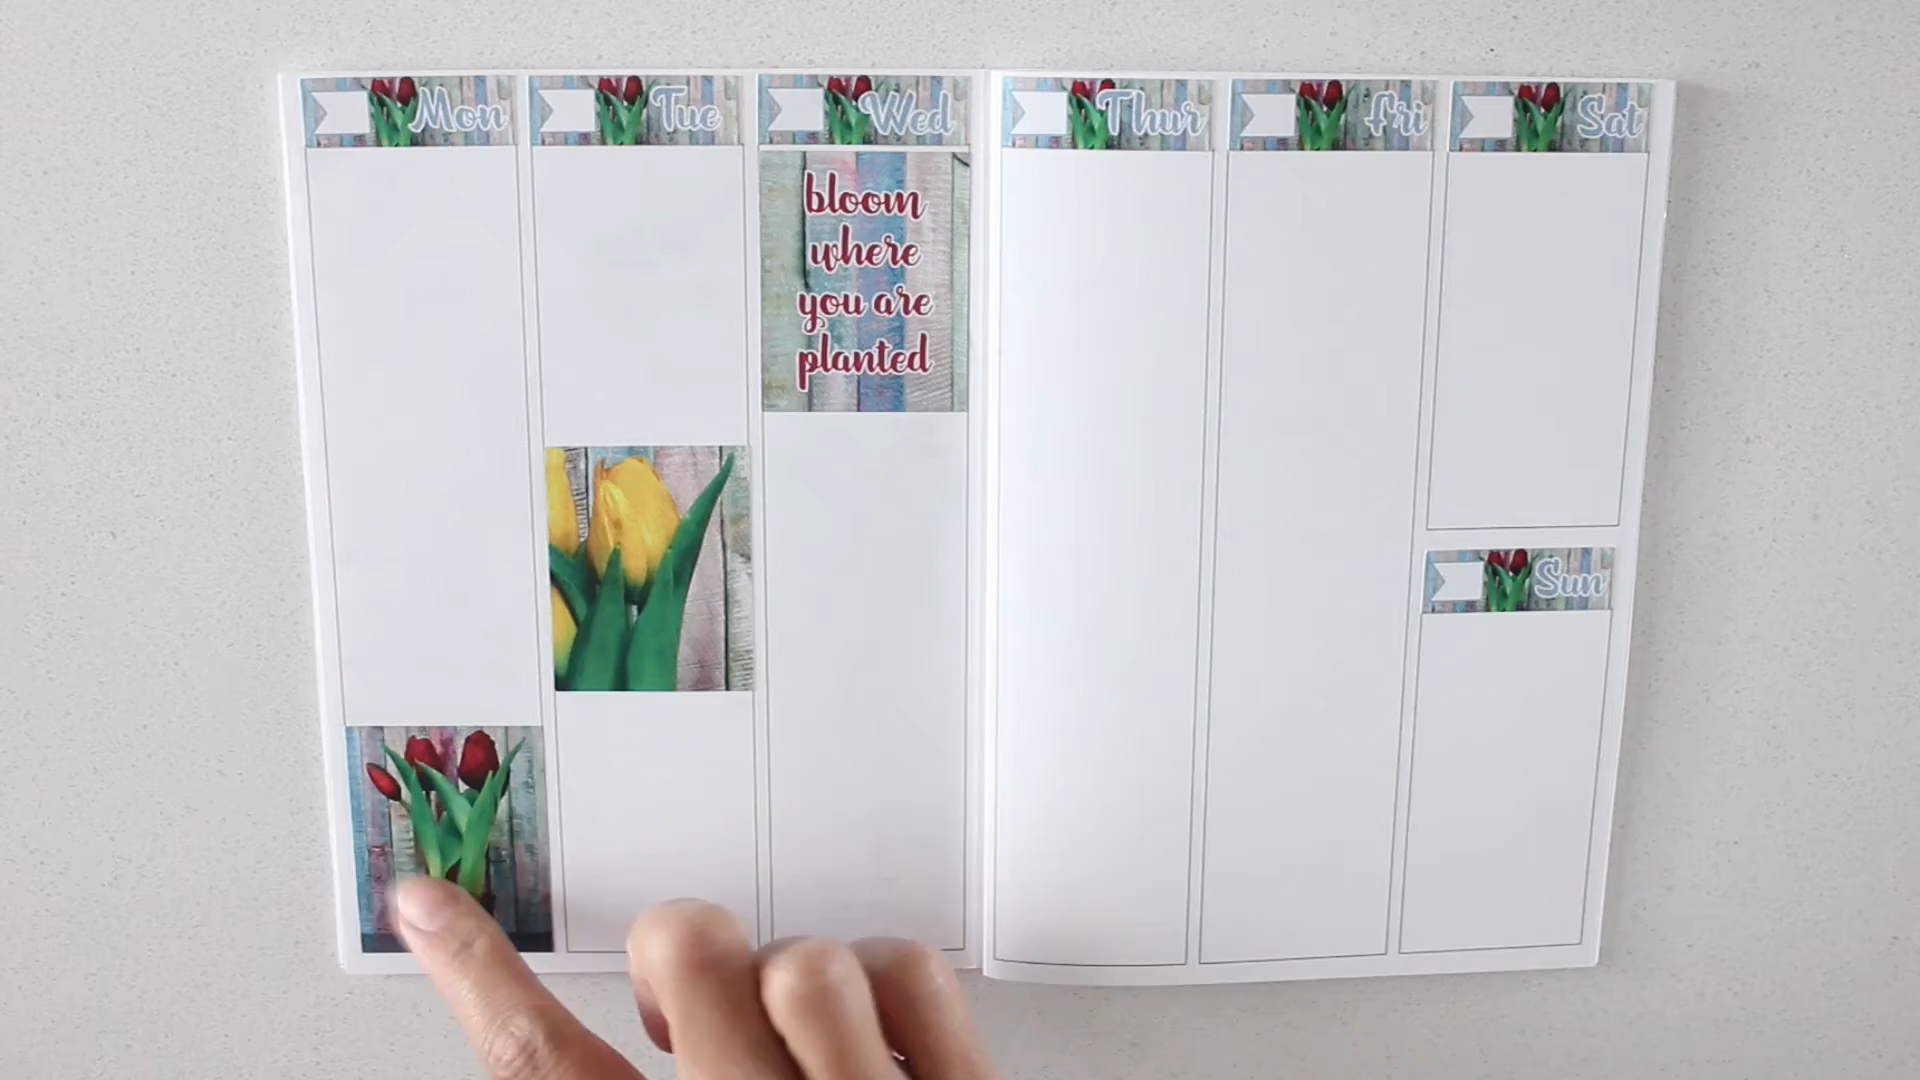 Mon
Tue
Wed
Thur
fri
Sat
bloom
where
you are
planted
Sun